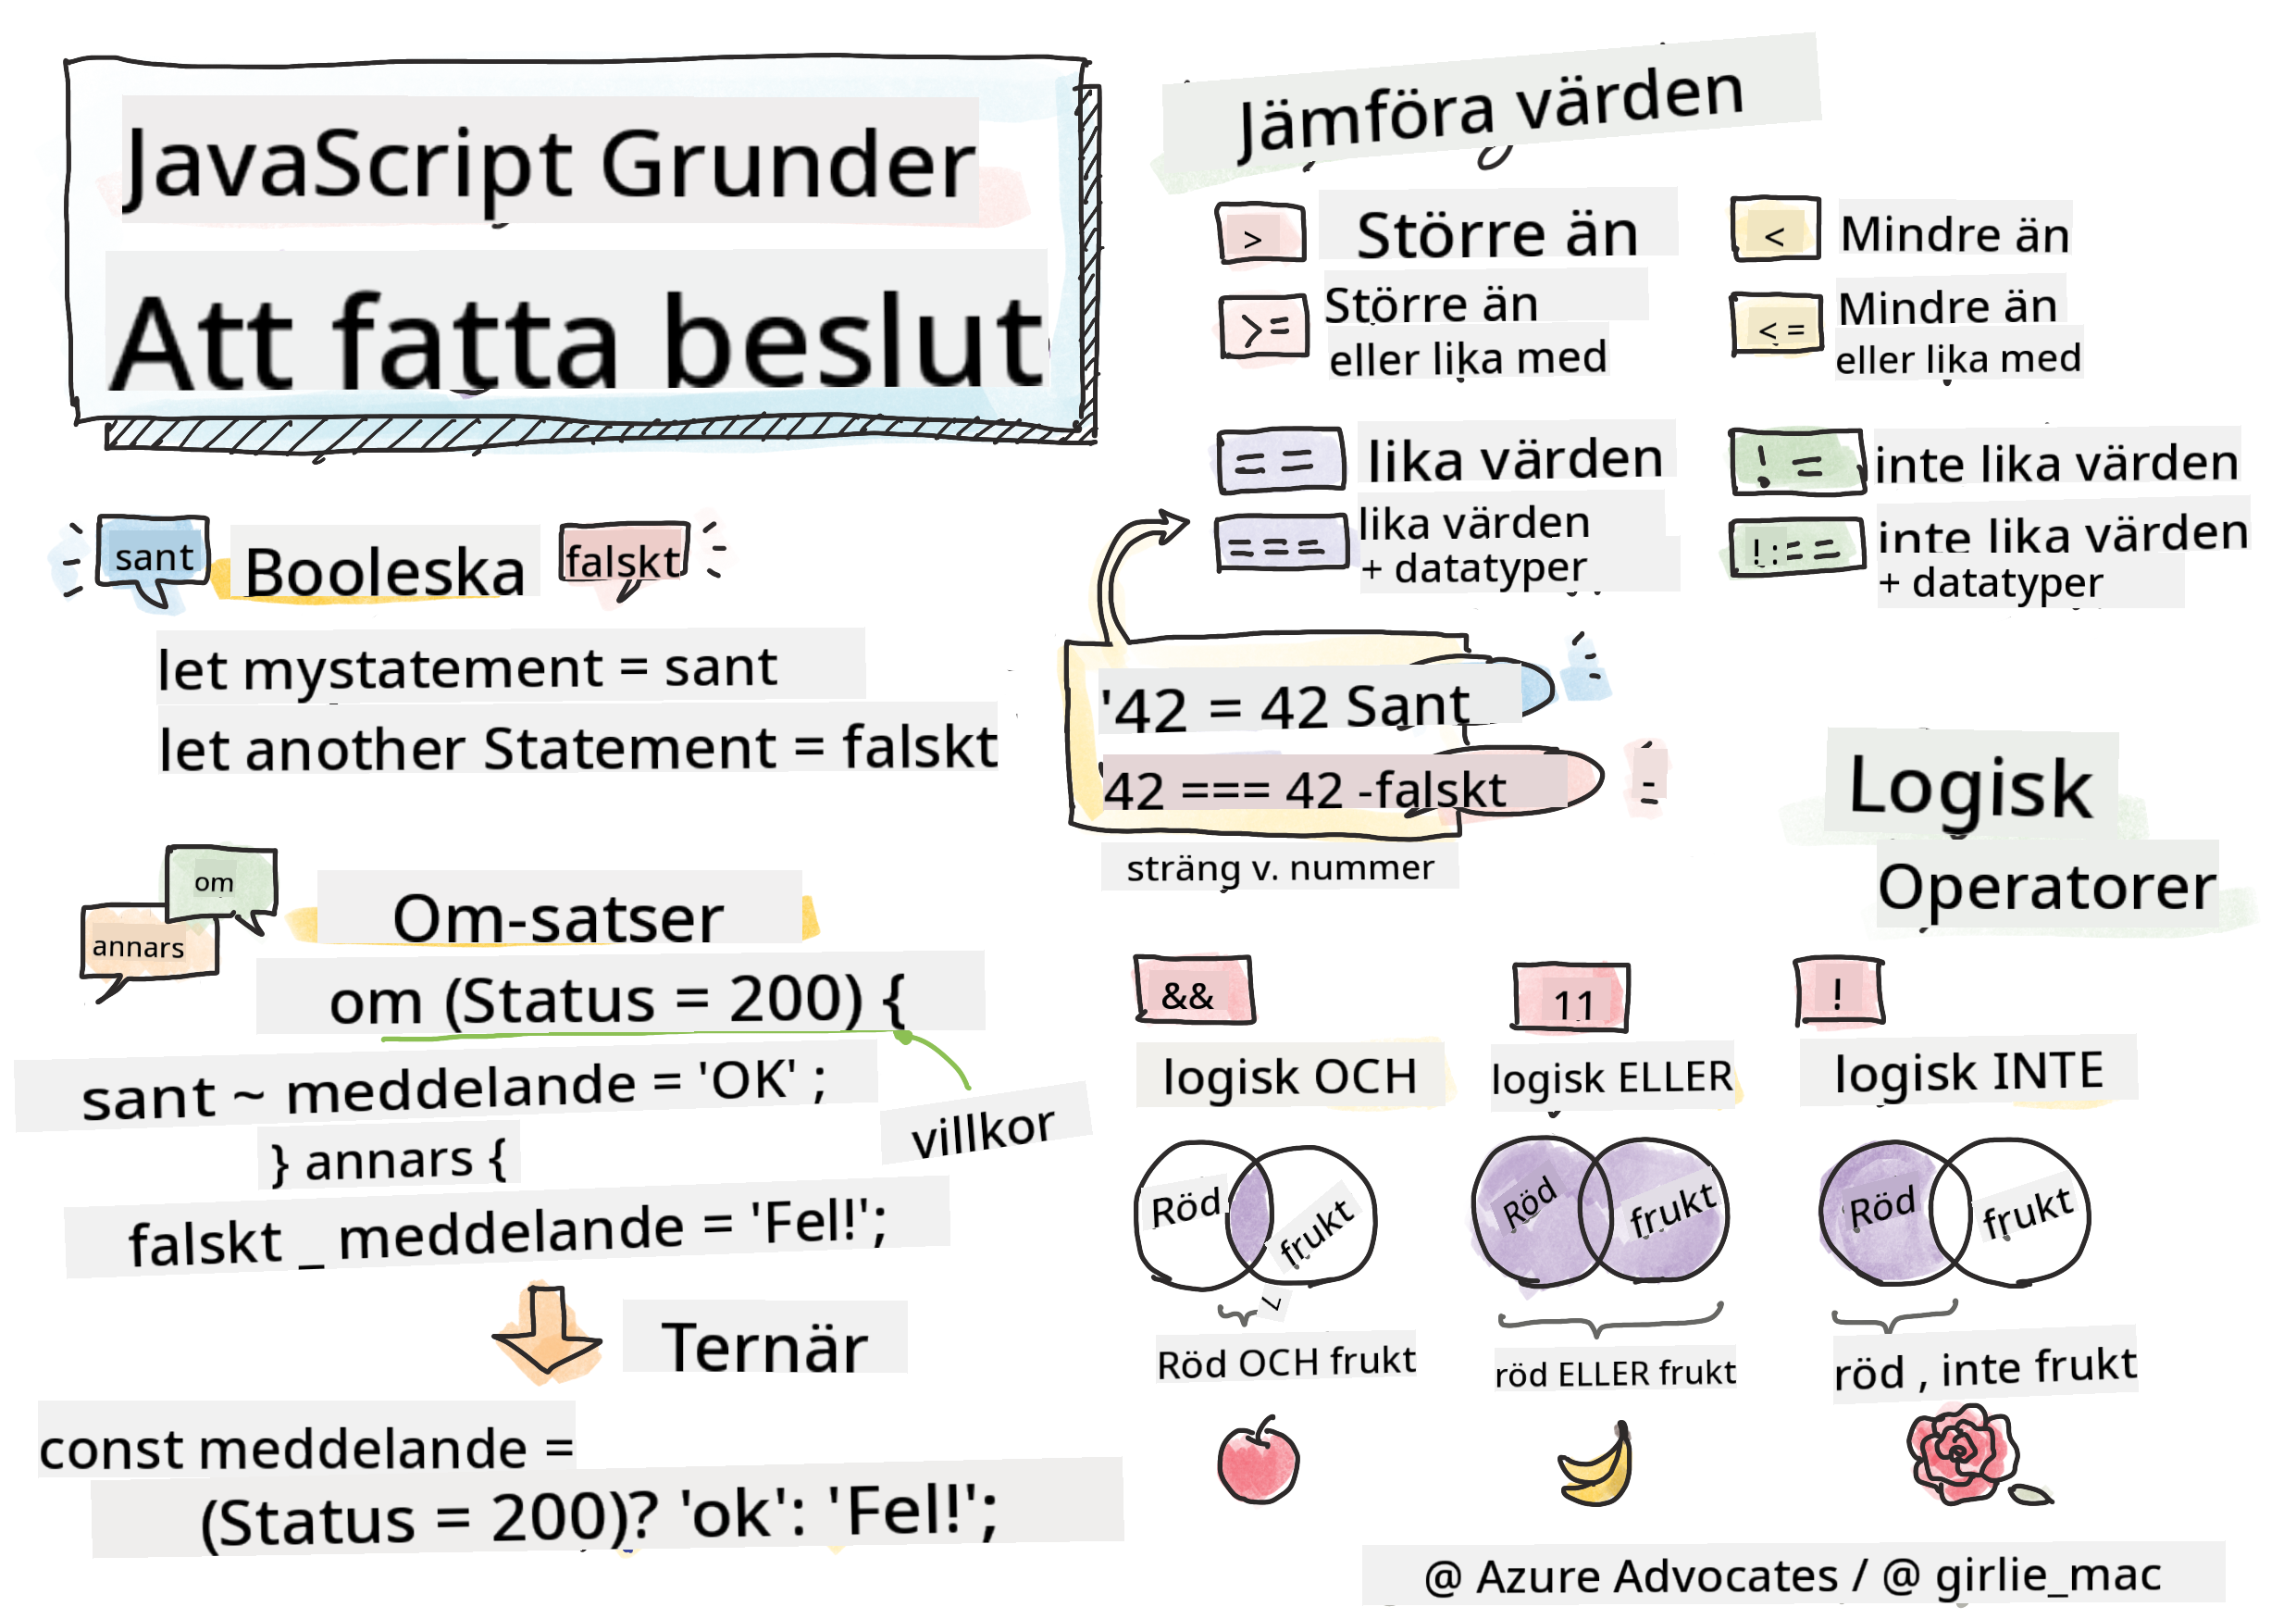 JavaScript Grunder
Att fatta beslut
sant
Booleska
falskt
let mystatement = sant
let another Statement = falskt
om
annars
Om-satser
om (Status = 200) {
sant ~ meddelande = 'OK' ;
villkor
} annars {
falskt _ meddelande = 'Fel!';
Ternär
const meddelande =
(Status = 200)? 'ok': 'Fel!';
Jämföra värden
>
Större än
<
Mindre än
>=
Större än
eller lika med
<=
Mindre än
eller lika med
==
lika värden
! =
inte lika värden
===
lika värden
+ datatyper
!:==
inte lika värden
+ datatyper
'42 = 42 Sant
42 === 42 -falskt
-
sträng v. nummer
Logisk
Operatorer
&&
11
!
logisk OCH
logisk ELLER
logisk INTE
Röd
frukt
Röd
frukt
Röd
frukt
Röd OCH frukt
röd ELLER frukt
röd , inte frukt
@ Azure Advocates / @ girlie_mac